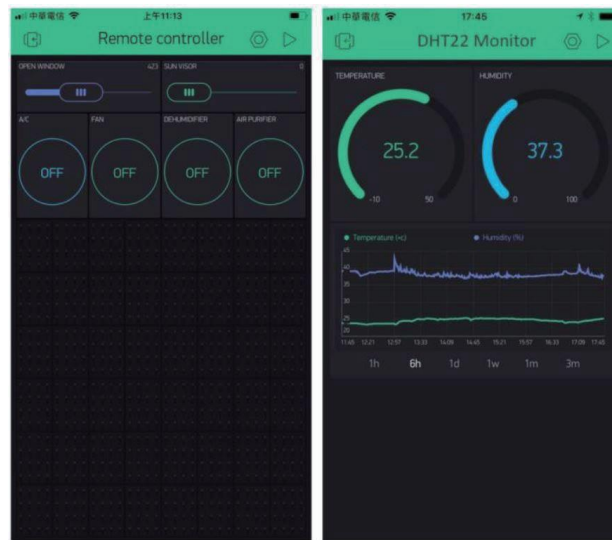 中華電信
上午11:13
Remote controller
OPEN WINDOW
423
SUN VISOR
0
A/C
FAN
DEHUMIDIFIER
AIR PURIFIER
OFF
OFF
OFF
OFF
中華電信
17:45
DHT22 Monitor
TEMPERATURE
HUMIDITY
25.2
37.3
-10
50
0
100
Temperature (•c)
Humidity (%)
45
40
35
30
25
20
11:45 12:21 12:57 13:33 14:09 14:45 15:21 15:57 16:33 17:09 17:45
1h 6h 1d 1w 1m 3m